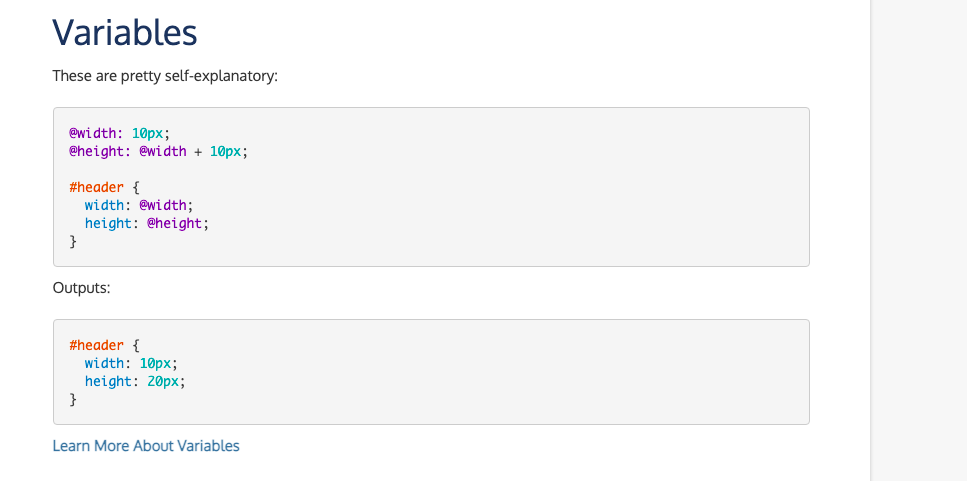 Variables
These are pretty self-explanatory:
@width: 10px;
@height: @width + 10px;
#header {
  width: @width;
  height: @height;
}
Outputs:
#header {
  width: 10px;
  height: 20px;
}
Learn More About Variables